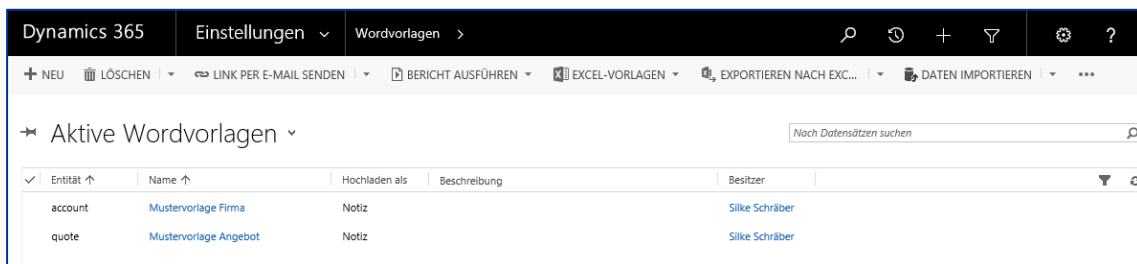 Dynamics 365 Einstellungen Wordvorlagen
NEU LÖSCHEN LINK PER E-MAIL SENDEN BERICHT AUSFÜHREN EXCEL-VORLAGEN EXPORTIEREN NACH EXC... DATEN IMPORTIEREN
Aktive Wordvorlagen Nach Datensätzen suchen
Entität Name Hochladen als Beschreibung Besitzer
account Mustervorlage Firma Notiz Silke Schräber
quote Mustervorlage Angebot Notiz Silke Schräber